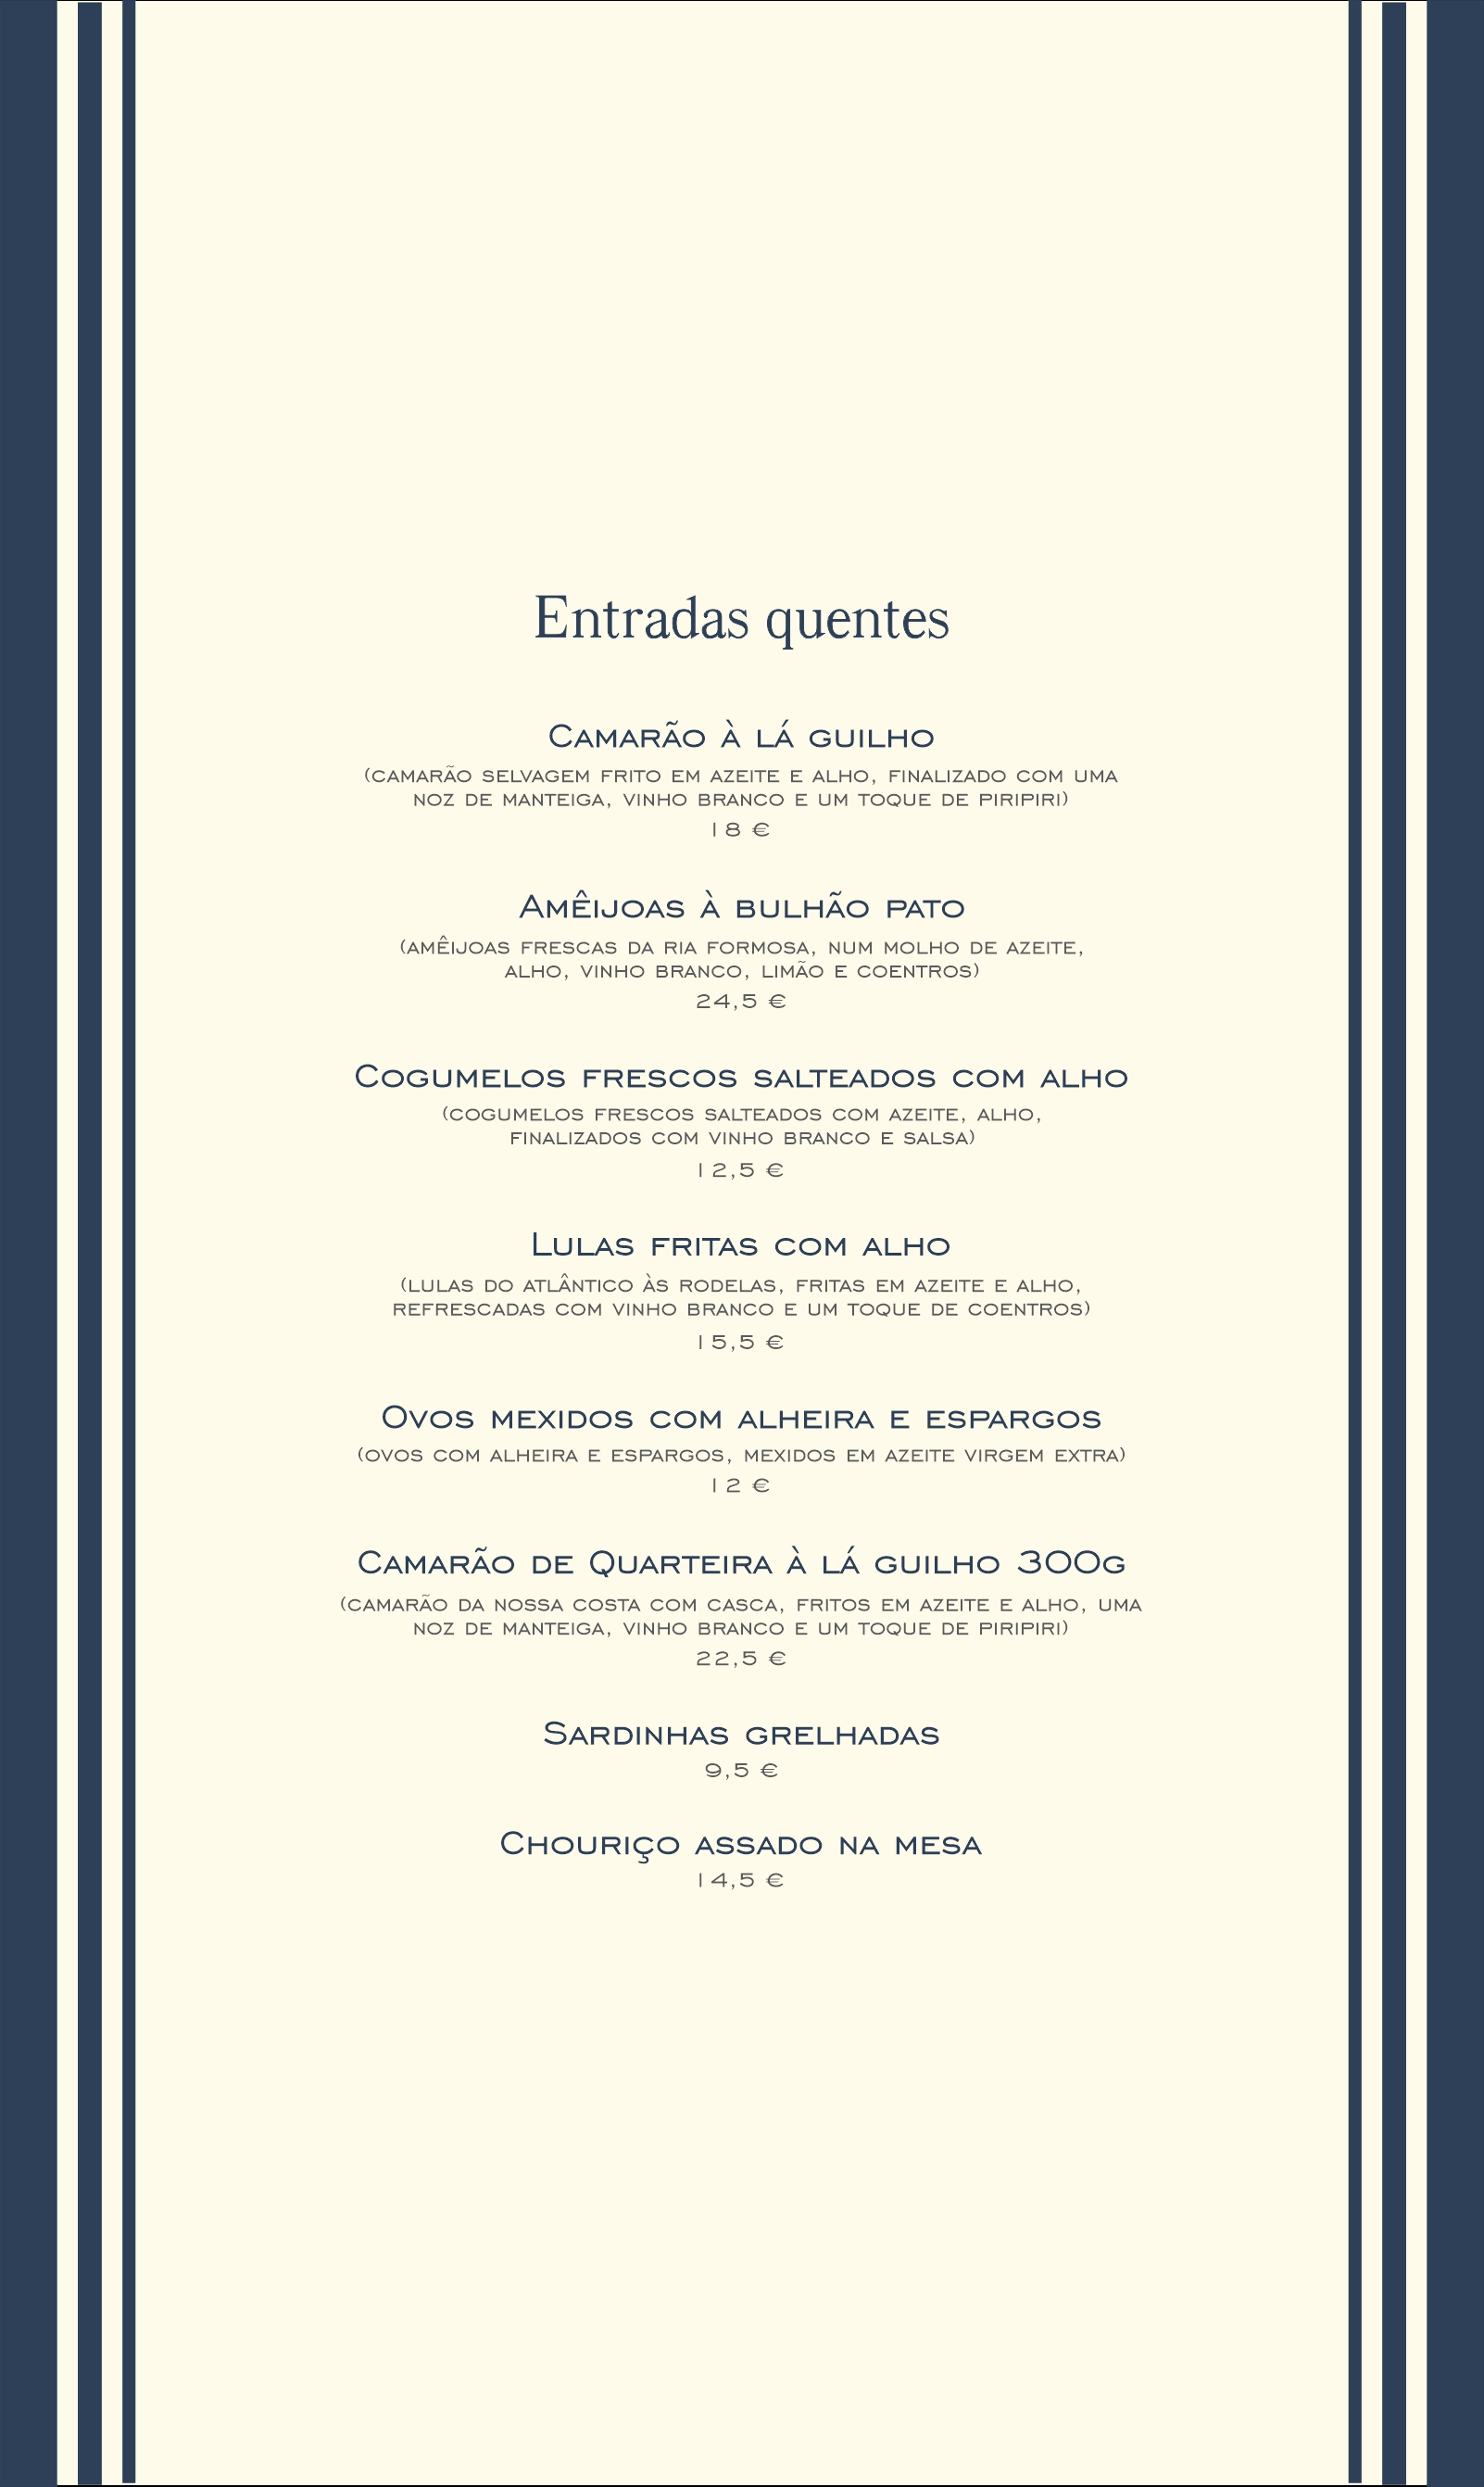 Entradas quentes
Camarão à lá guilho
(camarão selvagem frito em azeite e alho, finalizado com uma
noz de manteiga, vinho branco e um toque de piripiri)
18 €
Amêijoas à bulhão pato
(amêijoas frescas da ria formosa, num molho de azeite,
alho, vinho branco, limão e coentros)
24,5 €
Cogumelos frescos salteados com alho
(cogumelos frescos salteados com azeite, alho,
finalizados com vinho branco e salsa)
12,5 €
Lulas fritas com alho
(lulas do atlântico às rodelas, fritas em azeite e alho,
refrescadas com vinho branco e um toque de coentros)
15,5 €
Ovos mexidos com alheira e espargos
(ovos com alheira e espargos, mexidos em azeite virgem extra)
12 €
Camarão de Quarteira à lá guilho 300g
(camarão da nossa costa com casca, fritos em azeite e alho, uma
noz de manteiga, vinho branco e um toque de piripiri)
22,5 €
Sardinhas grelhadas
9,5 €
Chouriço assado na mesa
14,5 €